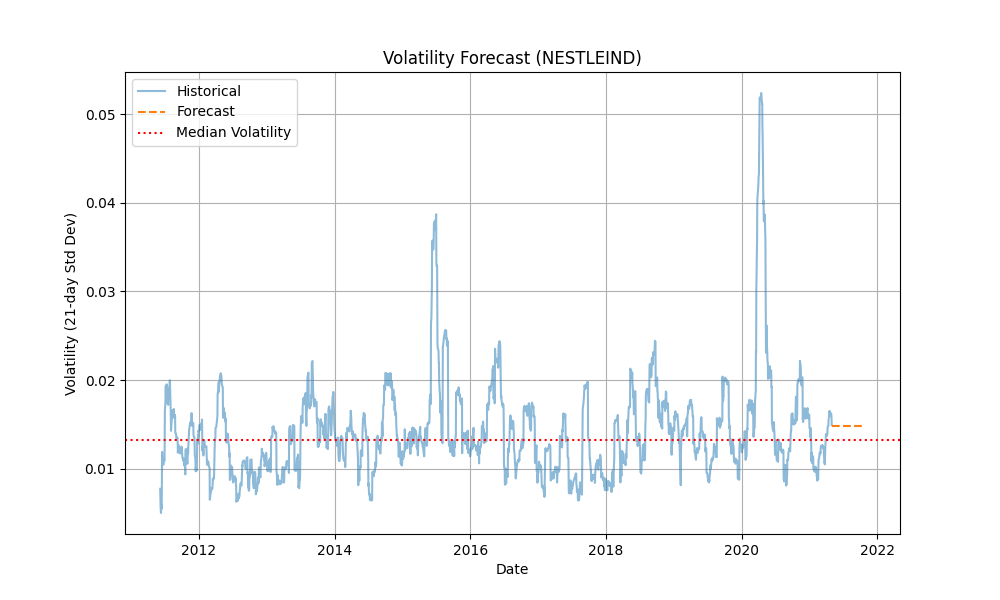 Volatility Forecast (NESTLEIND)
Historical
Forecast
Median Volatility
Volatility (21-day Std Dev)
0.05
0.04
0.03
0.02
0.01
2012 2014 2016 2018 2020 2022
Date